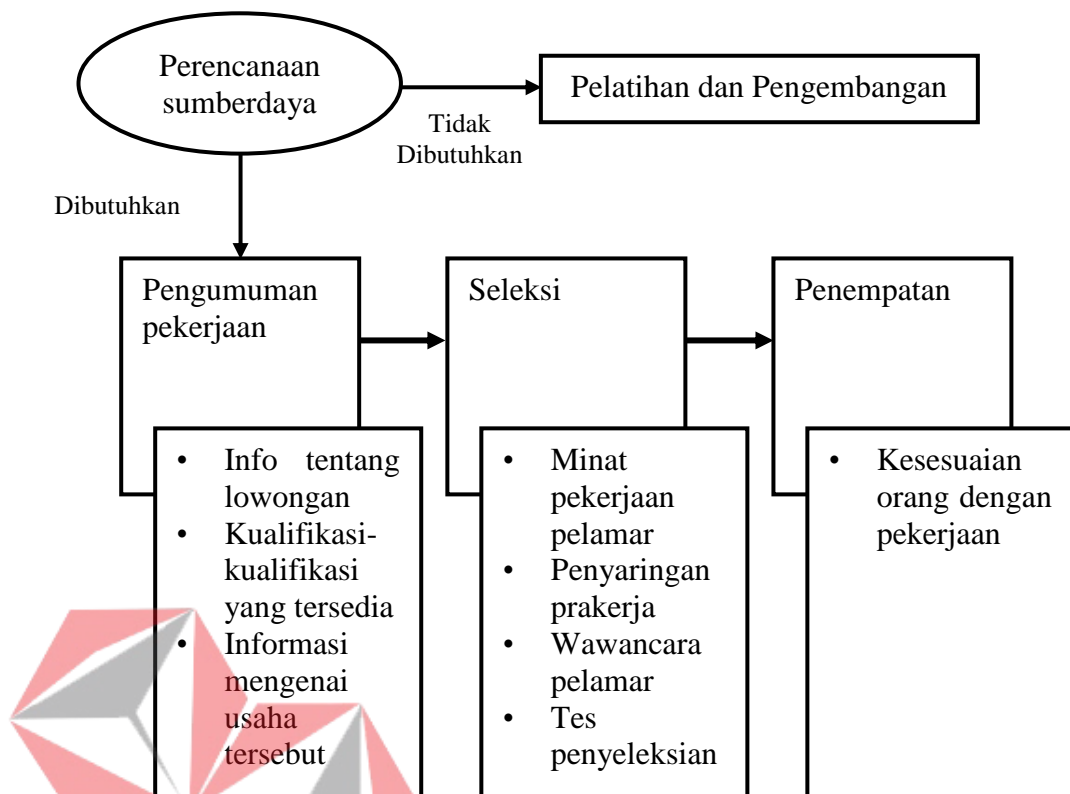 Perencanaan
sumberdaya
Pelatihan dan Pengembangan
Tidak
Dibutuhkan
Dibutuhkan
Pengumuman
pekerjaan
Seleksi
Penempatan
• Info tentang
lowongan
• Kualifikasi-
kualifikasi
yang tersedia
• Informasi
mengenai
usaha
tersebut
• Minat
pekerjaan
pelamar
• Penyaringan
prakerja
• Wawancara
pelamar
• Tes
penyeleksian
• Kesesuaian
orang dengan
pekerjaan